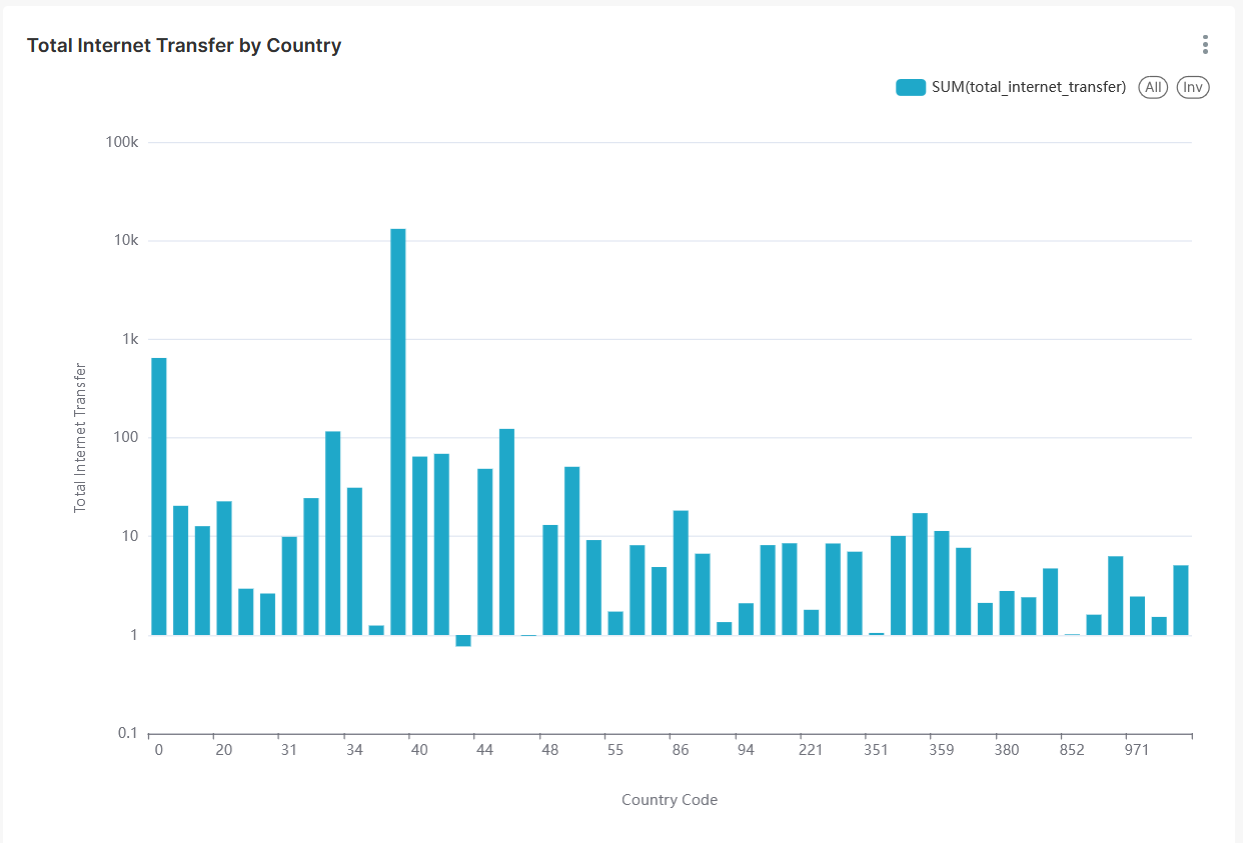 Total Internet Transfer by Country
SUM(total_internet_transfer) All Inv
100k
10k
1k
100
10
1
0.1
Total Internet Transfer
0 20 31 34 40 44 48 55 86 94 221 351 359 380 852 971
Country Code